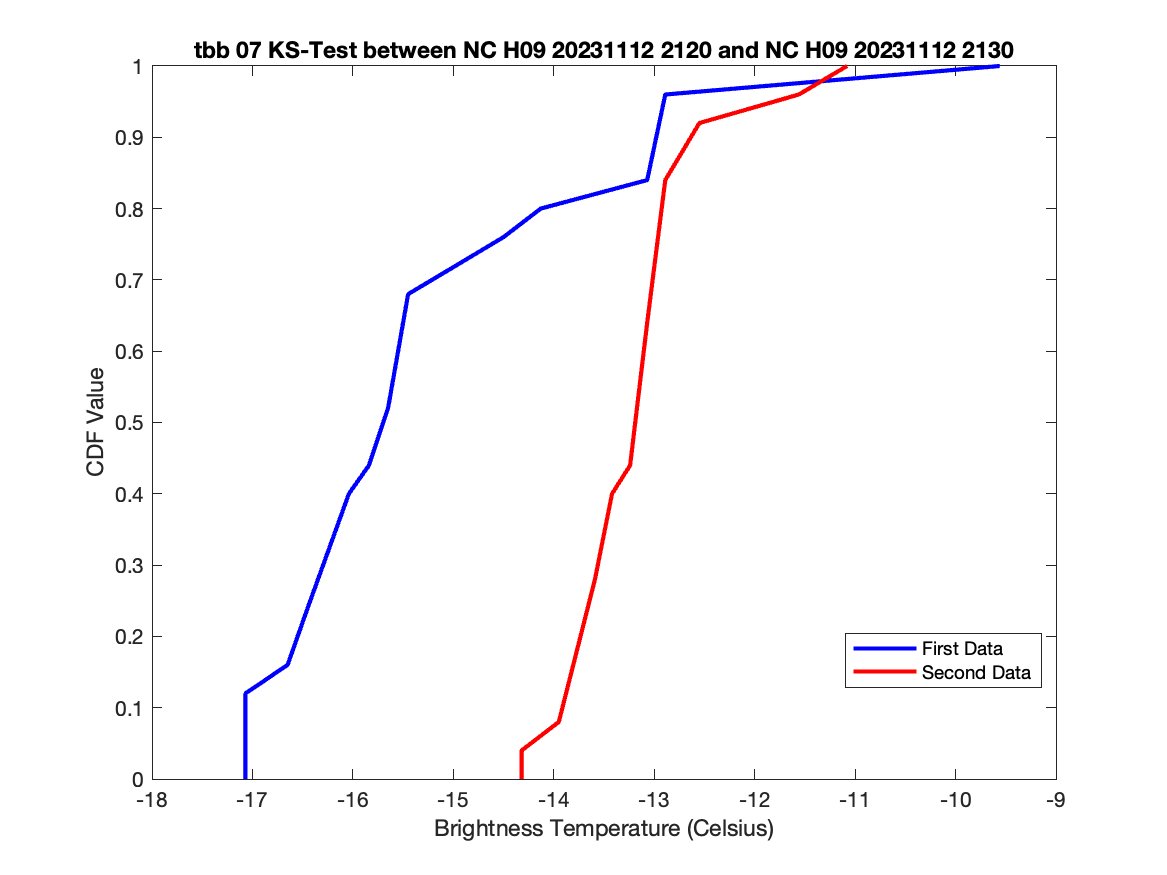 tbb 07 KS-Test between NC H09 20231112 2120 and NC H09 20231112 2130
1
0.9
0.8
0.7
0.6
0.5
0.4
0.3
0.2
0.1
0
CDF Value
First Data
Second Data
-18 -17 -16 -15 -14 -13 -12 -11 -10 -9
Brightness Temperature (Celsius)